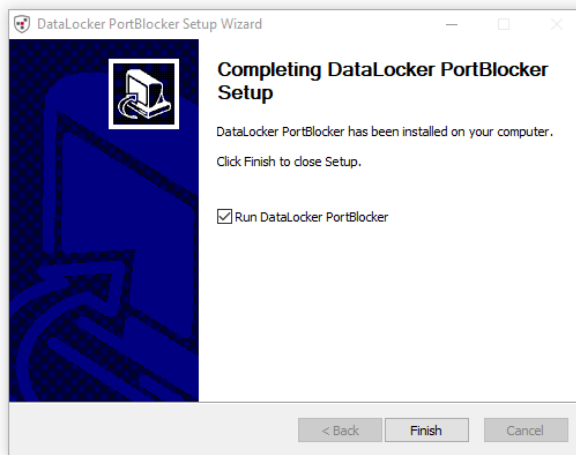 DataLocker PortBlocker Setup Wizard
Completing DataLocker PortBlocker
Setup
DataLocker PortBlocker has been installed on your computer.
Click Finish to close Setup.
Run DataLocker PortBlocker
< Back
Finish
Cancel